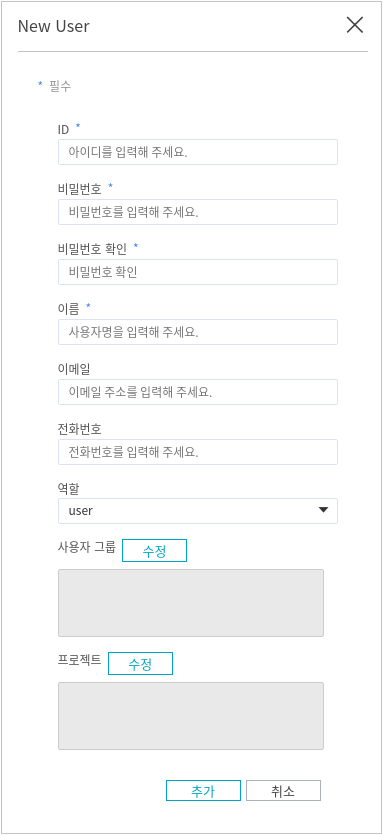 New User
* 필수
ID *
아이디를 입력해 주세요.
비밀번호 *
비밀번호를 입력해 주세요.
비밀번호 확인 *
비밀번호 확인
이름 *
사용자명을 입력해 주세요.
이메일
이메일 주소를 입력해 주세요.
전화번호
전화번호를 입력해 주세요.
역할
user
사용자 그룹 수정
프로젝트 수정
추가 취소